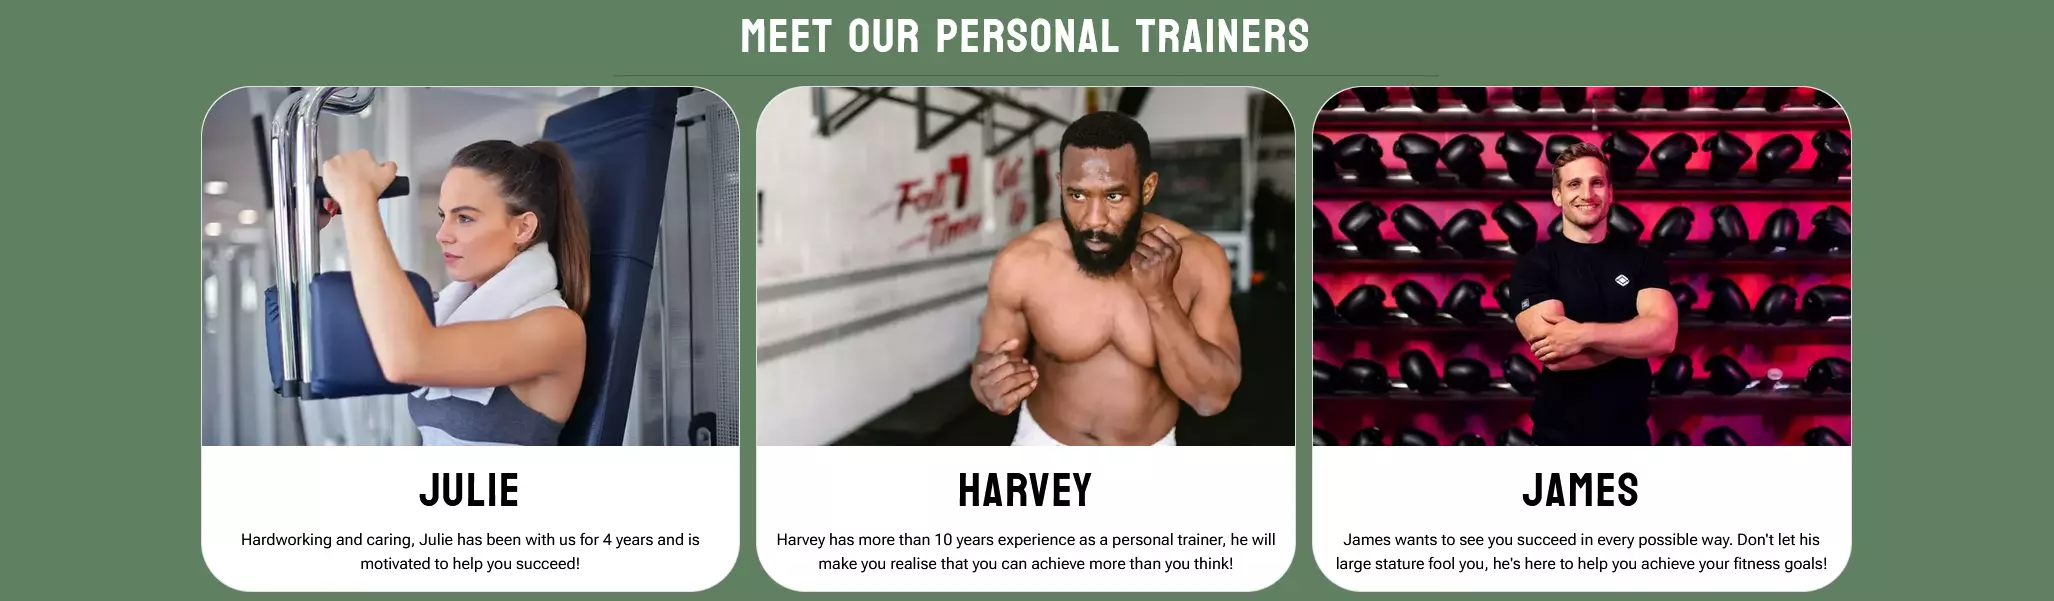 MEET OUR PERSONAL TRAINERS
JULIE
Hardworking and caring, Julie has been with us for 4 years and is
motivated to help you succeed!
HARVEY
Harvey has more than 10 years experience as a personal trainer, he will
make you realise that you can achieve more than you think!
JAMES
James wants to see you succeed in every possible way. Don't let his
large stature fool you, he's here to help you achieve your fitness goals!